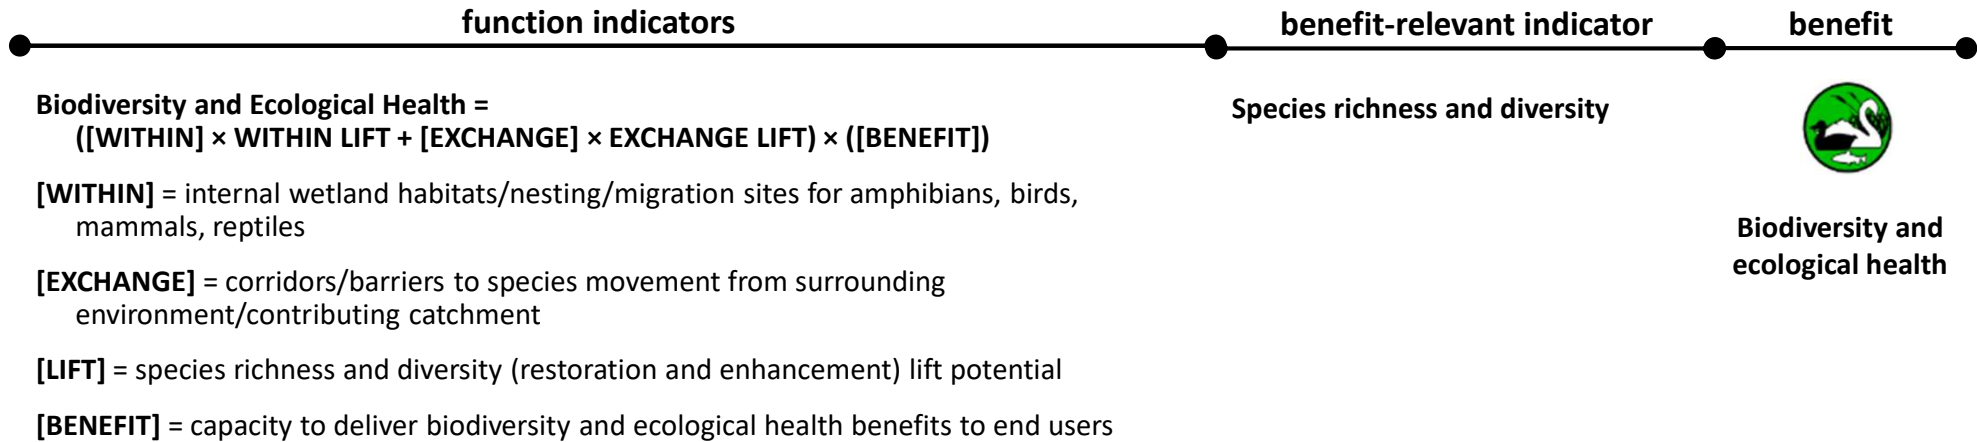 function indicators
benefit-relevant indicator
benefit
Biodiversity and Ecological Health =
([WITHIN] × WITHIN LIFT + [EXCHANGE] × EXCHANGE LIFT) × ([BENEFIT])
[WITHIN] = internal wetland habitats/nesting/migration sites for amphibians, birds,
mammals, reptiles
[EXCHANGE] = corridors/barriers to species movement from surrounding
environment/contributing catchment
[LIFT] = species richness and diversity (restoration and enhancement) lift potential
[BENEFIT] = capacity to deliver biodiversity and ecological health benefits to end users
Species richness and diversity
Biodiversity and
ecological health